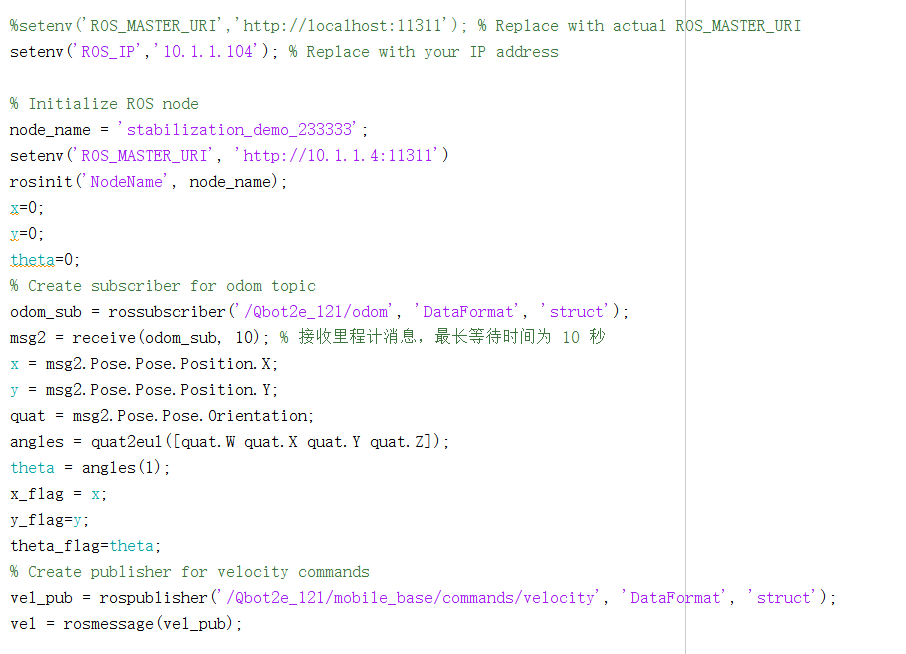 %setenv('ROS_MASTER_URI','http://localhost:11311'); % Replace with actual ROS_MASTER_URI
setenv('ROS_IP','10.1.1.104'); % Replace with your IP address
% Initialize ROS node
node_name = 'stabilization_demo_233333';
setenv('ROS_MASTER_URI', 'http://10.1.1.4:11311')
rosinit('NodeName', node_name);
x=0;
y=0;
theta=0;
% Create subscriber for odom topic
odom_sub = rossubscriber('/Qbot2e_121/odom', 'DataFormat', 'struct');
msg2 = receive(odom_sub, 10); % 接收里程计消息，最长等待时间为 10 秒
x = msg2.Pose.Pose.Position.X;
y = msg2.Pose.Pose.Position.Y;
quat = msg2.Pose.Pose.Orientation;
angles = quat2eul([quat.W quat.X quat.Y quat.Z]);
theta = angles(1);
x_flag = x;
y_flag=y;
theta_flag=theta;
% Create publisher for velocity commands
vel_pub = rospublisher('/Qbot2e_121/mobile_base/commands/velocity', 'DataFormat', 'struct');
vel = rosmessage(vel_pub);